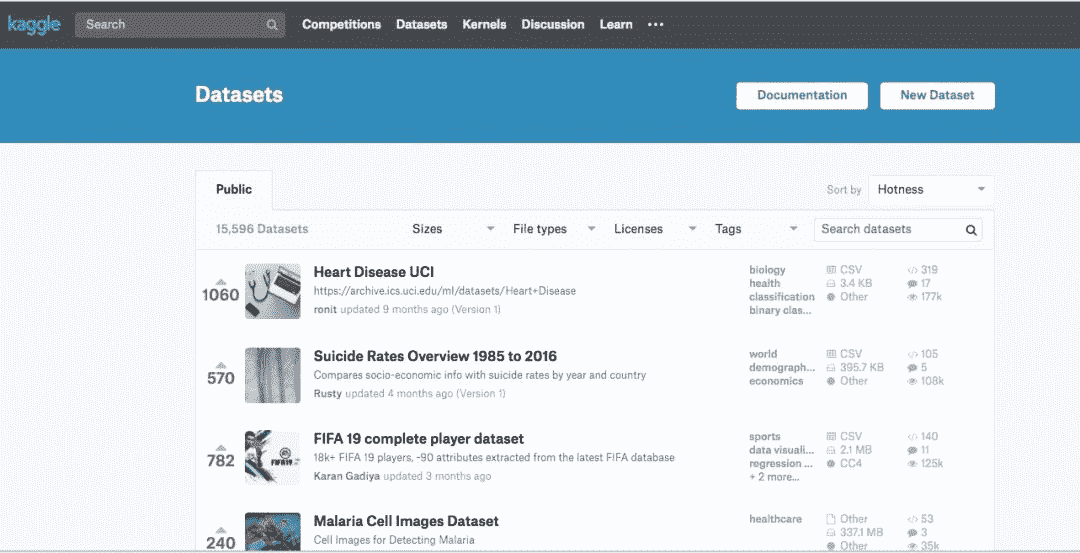 kaggle Search Competitions Datasets Kernels Discussion Learn •••
Datasets Documentation New Dataset
Public Sort by Hotness
15,596 Datasets Sizes File types Licenses Tags Search datasets
1060
Heart Disease UCI
https://archive.ics.uci.edu/ml/datasets/Heart+Disease
ronit updated 9 months ago (Version 1)
biology CSV 319
health 3.4 KB 17
classification Other 177k
binary clas...
570
Suicide Rates Overview 1985 to 2016
Compares socio-economic info with suicide rates by year and country
Rusty updated 4 months ago (Version 1)
world CSV 105
demograph... 395.7 KB 5
economics Other 108k
782
FIFA 19
FIFA 19 complete player dataset
18k+ FIFA 19 players, ~90 attributes extracted from the latest FIFA database
Karan Gadiya updated 3 months ago
sports CSV 140
data visuali... 2.1 MB 11
regression ... CC4 125k
+ 2 more...
240
Malaria Cell Images Dataset
Cell Images for Detecting Malaria
healthcare Other 53
337.1 MB 3
Other 35k